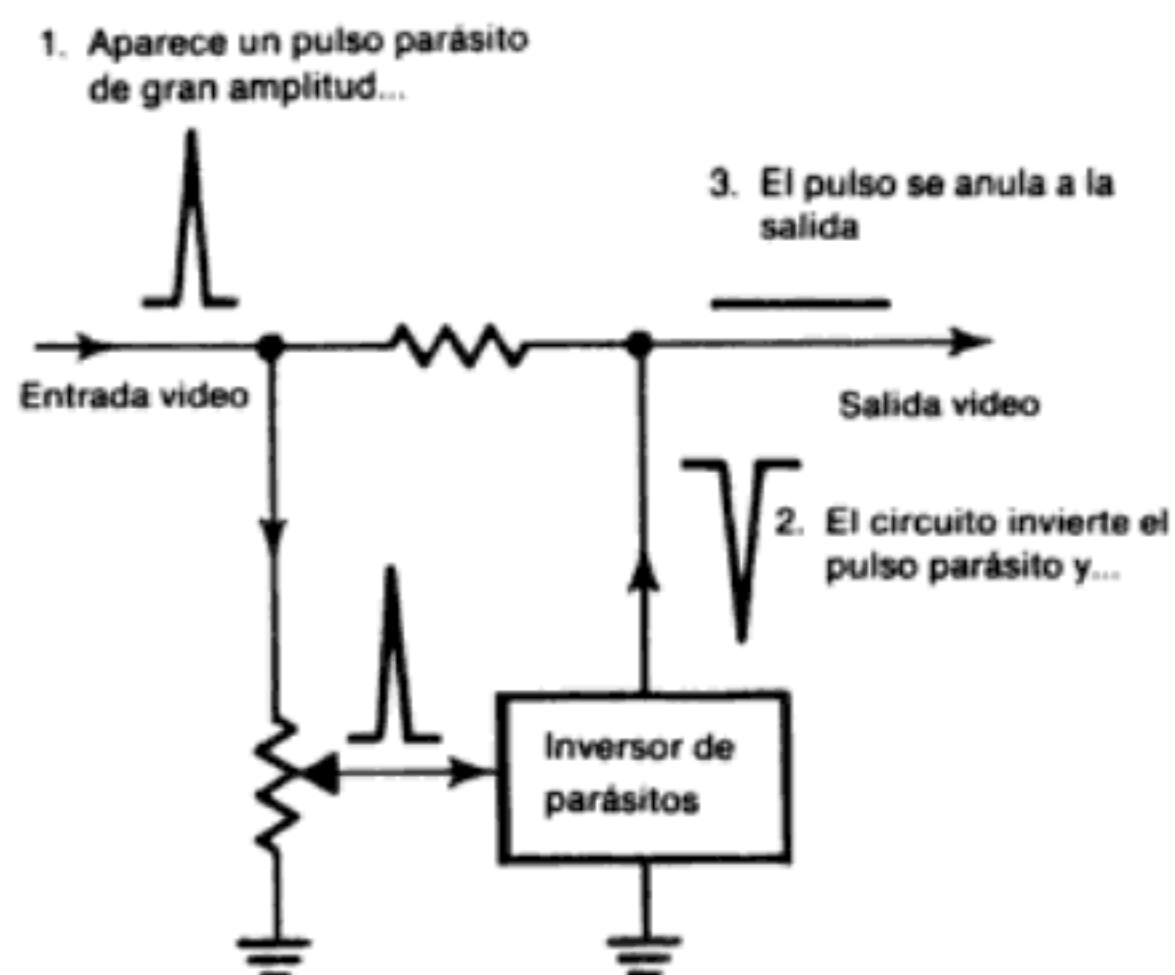 1. Aparece un pulso parásito
de gran amplitud...
3. El pulso se anula a la
salida
Entrada video
Salida video
2. El circuito invierte el
pulso parásito y...
Inversor de
parásitos